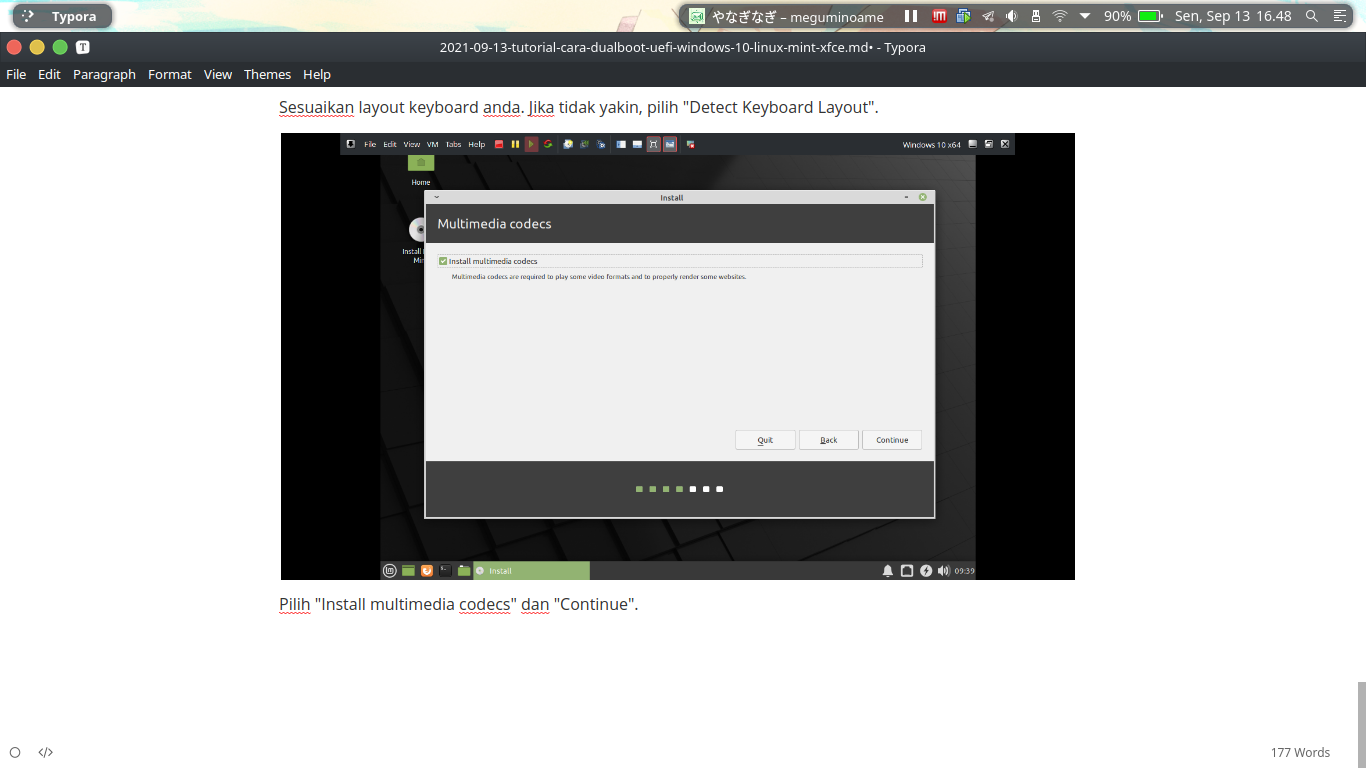 Typora
やなぎなぎ – meguminoame
90%
Sen, Sep 13 16.48
2021-09-13-tutorial-cara-dualboot-uefi-windows-10-linux-mint-xfce.md• - Typora
File Edit Paragraph Format View Themes Help
Sesuaikan layout keyboard anda. Jika tidak yakin, pilih "Detect Keyboard Layout".
File Edit View VM Tabs Help
Windows 10 x64
Home
Install
Multimedia codecs
Install multimedia codecs
Multimedia codecs are required to play some video formats and to properly render some websites.
Quit Back Continue
Install
09:39
Pilih "Install multimedia codecs" dan "Continue".
177 Words